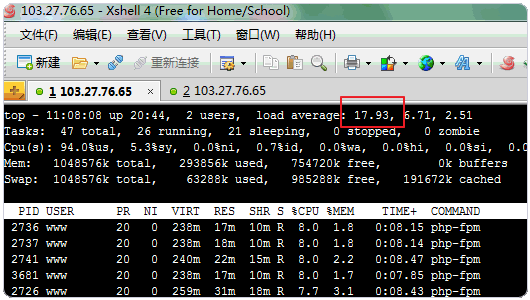 103.27.76.65 - Xshell 4 (Free for Home/School)
文件(F) 编辑(E) 查看(V) 工具(T) 窗口(W) 帮助(H)
新建 重新连接
1 103.27.76.65 × 2 103.27.76.65
top - 11:08:08 up 20:44, 2 users, load average: 17.93, 6.71, 2.51
Tasks: 47 total, 26 running, 21 sleeping, 0 stopped, 0 zombie
Cpu(s): 94.0%us, 5.3%sy, 0.0%ni, 0.7%id, 0.0%wa, 0.0%hi, 0.0%si, 0.
Mem: 1048576k total, 293856k used, 754720k free, 0k buffers
Swap: 1048576k total, 63288k used, 985288k free, 191672k cached
PID USER PR NI VIRT RES SHR S %CPU %MEM TIME+ COMMAND
2736 www 20 0 238m 17m 10m R 8.0 1.8 0:08.15 php-fpm
2737 www 20 0 238m 18m 10m R 8.0 1.8 0:08.14 php-fpm
2741 www 20 0 240m 22m 15m R 8.0 2.2 0:08.47 php-fpm
3681 www 20 0 238m 17m 10m R 8.0 1.7 0:07.85 php-fpm
2726 www 20 0 259m 31m 18m R 7.7 3.1 0:08.43 php-fpm